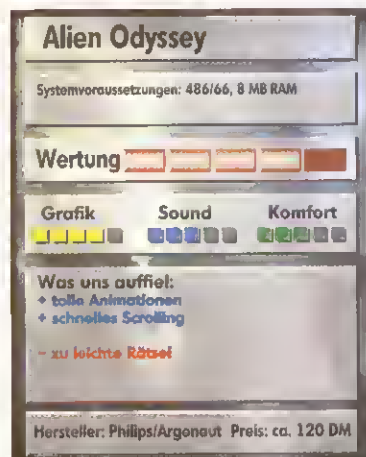 Alien Odyssey
Systemvoraussetzungen: 486/66, 8 MB RAM
Wertung
Grafik Sound Komfort
Was uns auffiel:
+ tolle Animationen
+ schnelles Scrolling
- zu leichte Rätsel
Hersteller: Philips/Argonaut Preis: ca. 120 DM